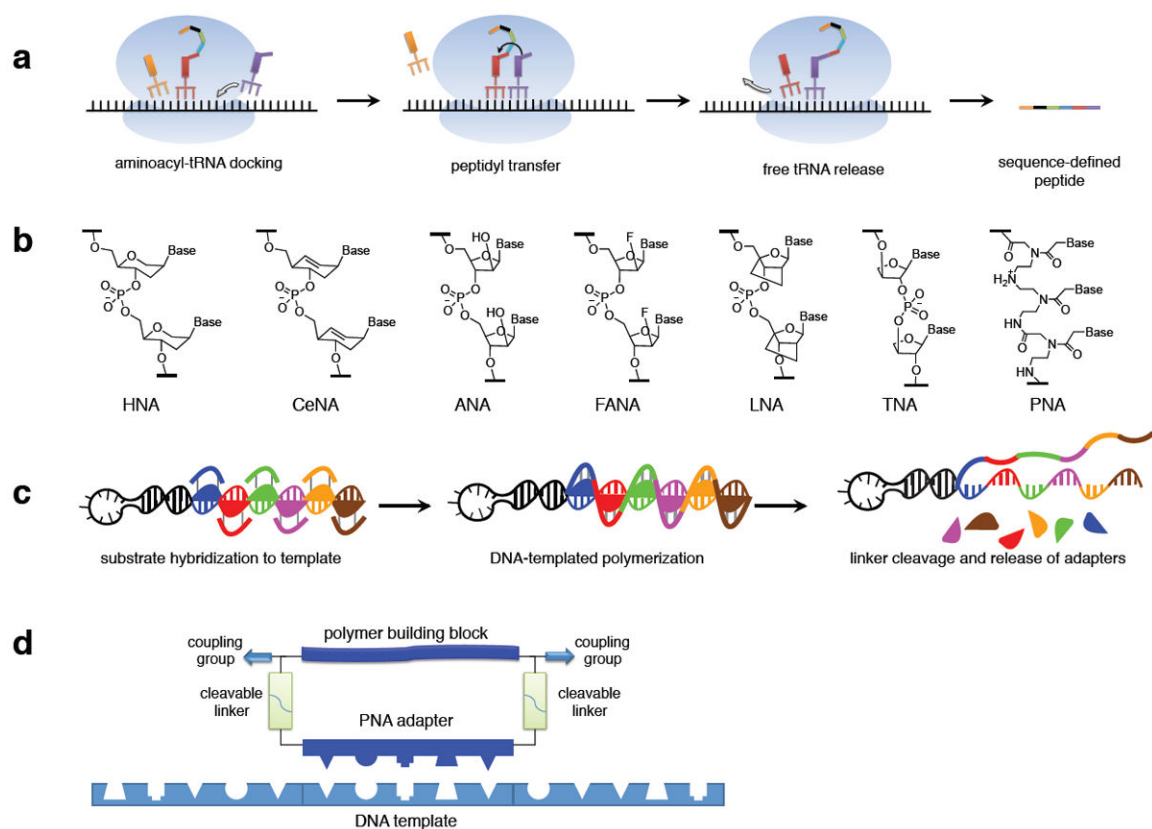 a
aminoacyl-tRNA docking
peptidyl transfer
free tRNA release
sequence-defined
peptide
b
O
Base
O
O
P
O
O
O
Base
O
HNA
O
Base
O
O
P
O
O
Base
O
CeNA
O
HO
Base
O
O
O
P
O
O
HO
Base
O
O
ANA
O
F
Base
O
O
O
P
O
O
F
Base
O
O
FANA
O
Base
O
O
O
P
O
O
O
Base
O
LNA
O
O
Base
O
O
O
P
O
O
Base
O
TNA
O
N
O
Base
H2N+
N
O
Base
HN
O
N
O
Base
HN
PNA
c
substrate hybridization to template
DNA-templated polymerization
linker cleavage and release of adapters
d
polymer building block
coupling
group
coupling
group
cleavable
linker
cleavable
linker
PNA adapter
DNA template